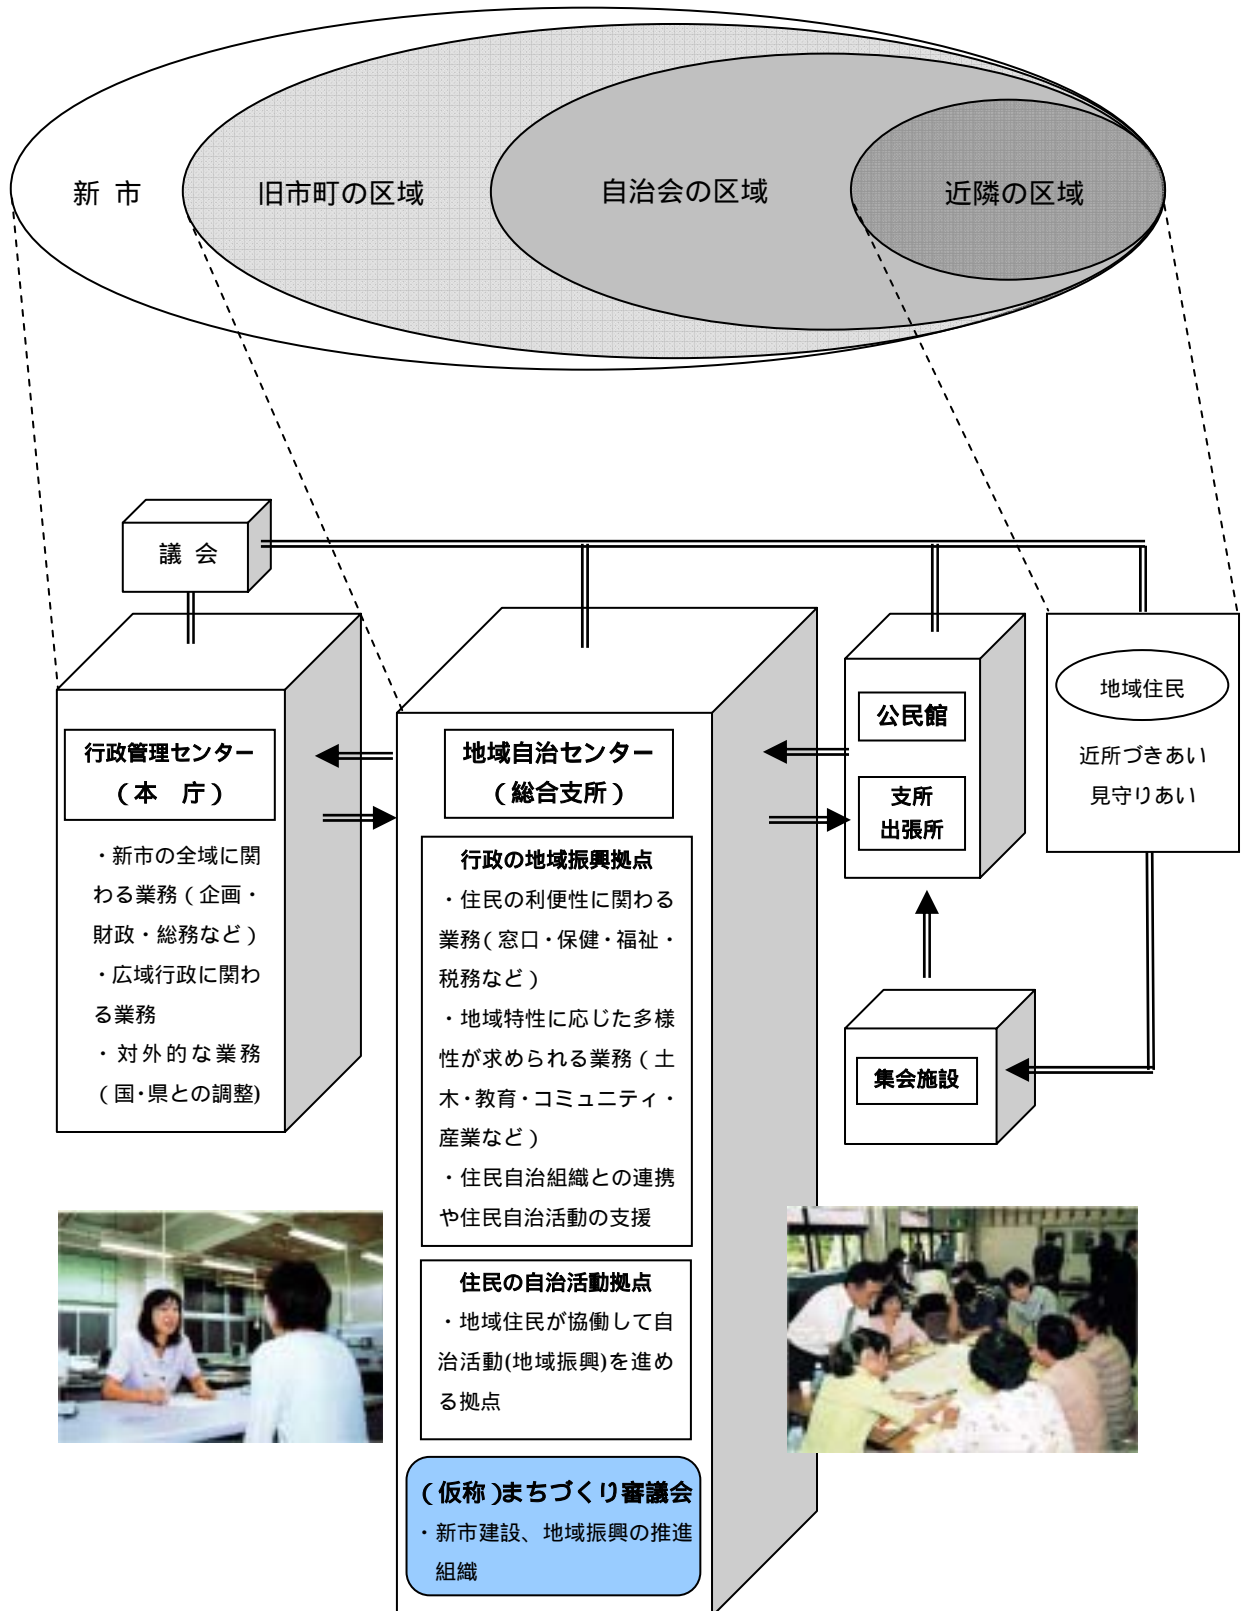 新 市
旧市町の区域
自治会の区域
近隣の区域
議 会
行政管理センター
（本 庁）
・新市の全域に関
わる業務（企画・
財政・総務など）
・広域行政に関わ
る業務
・対外的な業務
（国・県との調整)
地域自治センター
（総合支所）
行政の地域振興拠点
・住民の利便性に関わる
業務（窓口・保健・福祉・
税務など）
・地域特性に応じた多様
性が求められる業務（土
木・教育・コミュニティ・
産業など）
・住民自治組織との連携
や住民自治活動の支援
住民の自治活動拠点
・地域住民が協働して自
治活動(地域振興)を進め
る拠点
（仮称）まちづくり審議会
・新市建設、地域振興の推進
組織
公民館
支所
出張所
集会施設
地域住民
近所づきあい
見守りあい